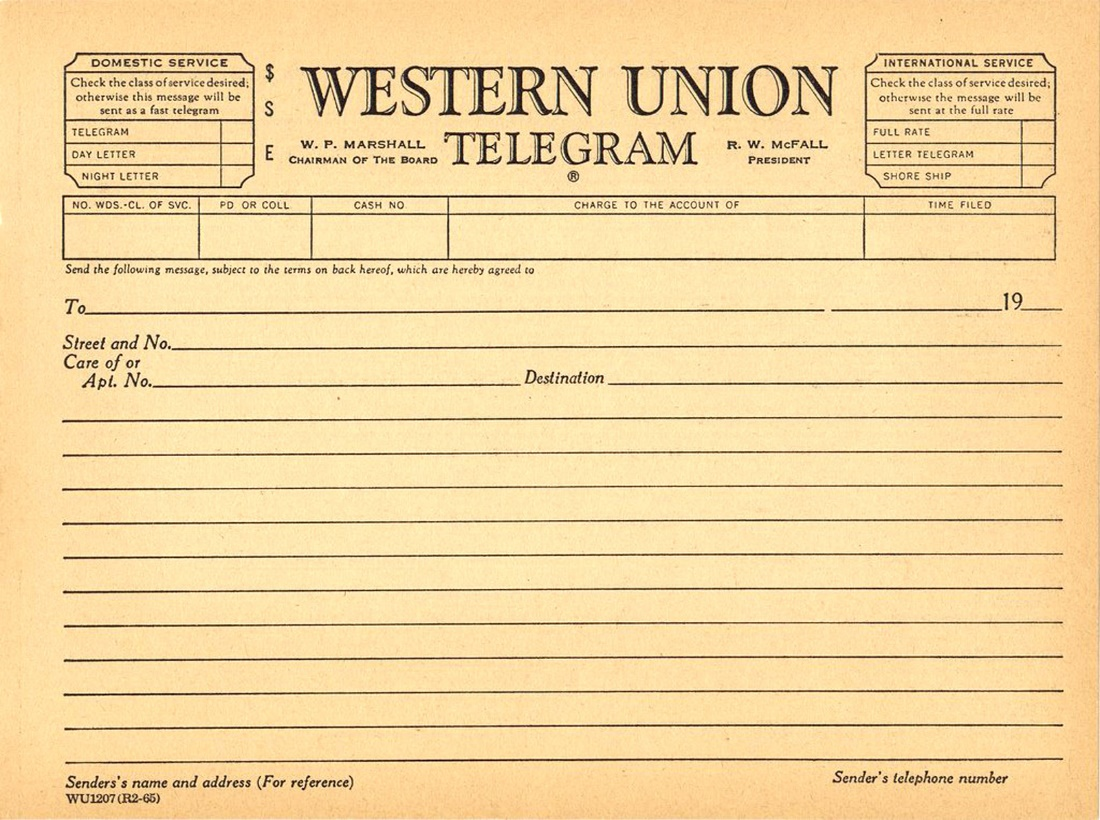 DOMESTIC SERVICE
Check the class of service desired;
otherwise this message will be
sent as a fast telegram
TELEGRAM
DAY LETTER
NIGHT LETTER
$
S
E
WESTERN UNION
TELEGRAM
®
W. P. MARSHALL
CHAIRMAN OF THE BOARD
R. W. McFALL
PRESIDENT
INTERNATIONAL SERVICE
Check the class of service desired;
otherwise the message will be
sent at the full rate
FULL RATE
LETTER TELEGRAM
SHORE SHIP
NO. WDS.-CL. OF SVC. PD OR COLL CASH NO. CHARGE TO THE ACCOUNT OF TIME FILED
Send the following message, subject to the terms on back hereof, which are hereby agreed to
To 19
Street and No.
Care of or
Apt. No. Destination
Senders's name and address (For reference) Sender's telephone number
WU1207 (R2-65)